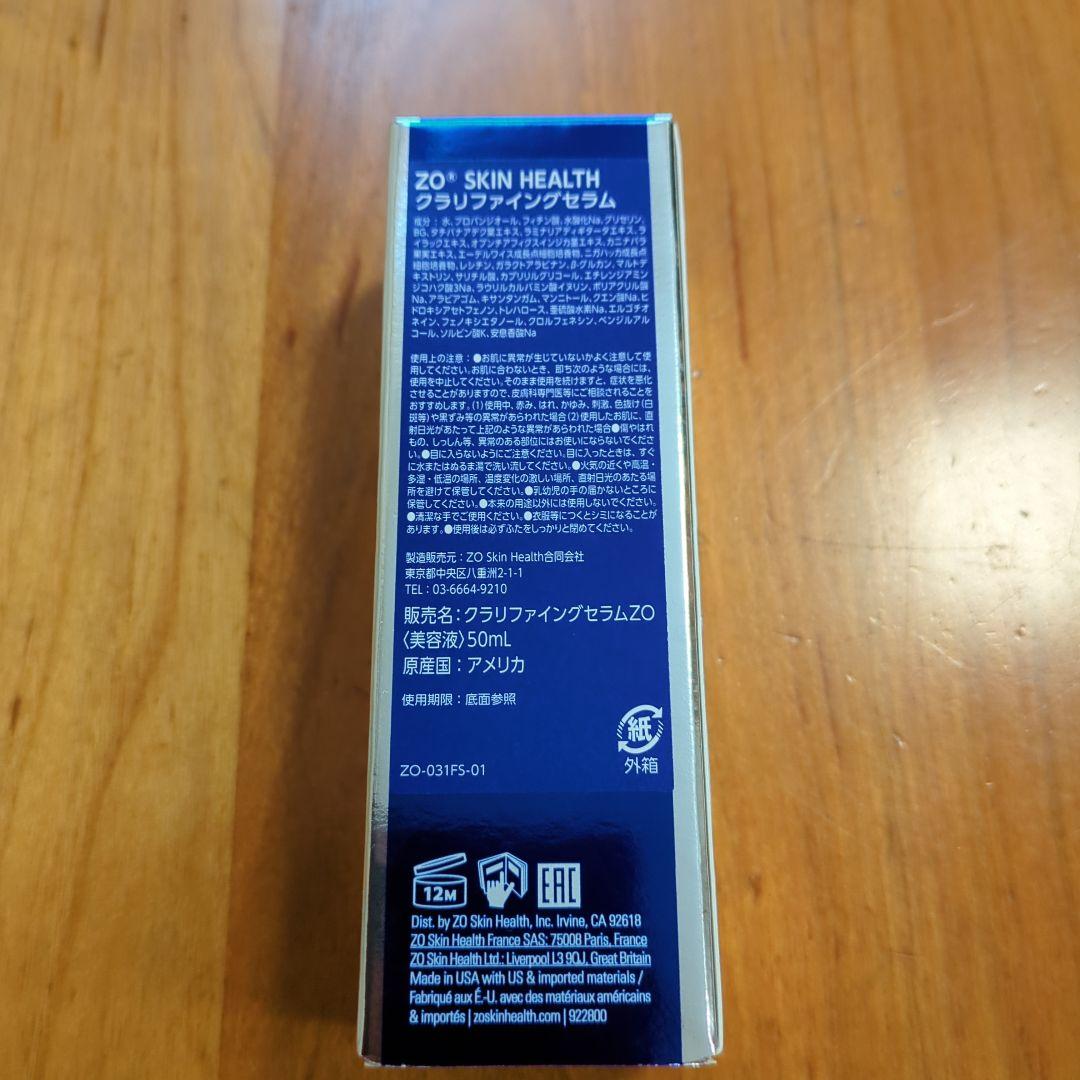 ZO® SKIN HEALTH
クラリファイングセラム
成分：水、プロパンジオール、フィチン酸、水酸化Na、グリセリン、
BG、タチバナアデク葉エキス、ラミナリアディギタータエキス、ラ
イラックエキス、オプンチアフィクスインジカ茎エキス、カニナバラ
果実エキス、エーデルワイス成長点細胞培養物、ニガハッカ成長点
細胞培養物、レシチン、ガラクトアラビナン、β-グルカン、マルトデ
キストリン、サリチル酸、カプリリルグリコール、エチレンジアミン
ジコハク酸3Na、ラウリルカルバミン酸イヌリン、ポリアクリル酸
Na、アラビアゴム、キサンタンガム、マンニトール、クエン酸Na、ヒ
ドロキシアセトフェノン、トレハロース、亜硫酸水素Na、エルゴチオ
ネイン、フェノキシエタノール、クロルフェネシン、ベンジルアル
コール、ソルビン酸K、安息香酸Na
使用上の注意：●お肌に異常が生じていないかよく注意して使
用してください。お肌に合わないとき、即ち次のような場合には、
使用を中止してください。そのまま使用を続けますと、症状を悪化
させることがありますので、皮膚科専門医等にご相談されることを
おすすめします。(1)使用中、赤み、はれ、かゆみ、刺激、色抜け(白
斑等)や黒ずみ等の異常があらわれた場合(2)使用したお肌に、直
射日光があたって上記のような異常があらわれた場合●傷やはれ
もの、しっしん等、異常のある部位にはお使いにならないでくださ
い。●目に入らないようにご注意ください。目に入ったときは、すぐ
に水またはぬるま湯で洗い流してください。●火気の近くや高温・
多湿・低温の場所、温度変化の激しい場所、直射日光のあたる場
所を避けて保管してください。●乳幼児の手の届かないところに
保管してください。●本来の用途以外には使用しないでください。
●清潔な手でご使用ください。●衣服等につくとシミになることが
あります。●使用後は必ずふたをしっかりと閉めてください。
製造販売元：ZO Skin Health合同会社
東京都中央区八重洲2-1-1
TEL：03-6664-9210
販売名：クラリファイングセラムZO
〈美容液〉50mL
原産国：アメリカ
使用期限：底面参照
紙
外箱
ZO-031FS-01
12M
EAC
Dist. by ZO Skin Health, Inc. Irvine, CA 92618
ZO Skin Health France SAS: 75008 Paris, France
ZO Skin Health Ltd.: Liverpool L3 9QJ, Great Britain
Made in USA with US & imported materials /
Fabriqué aux É.-U. avec des matériaux américains
& importés | zoskinhealth.com | 922800